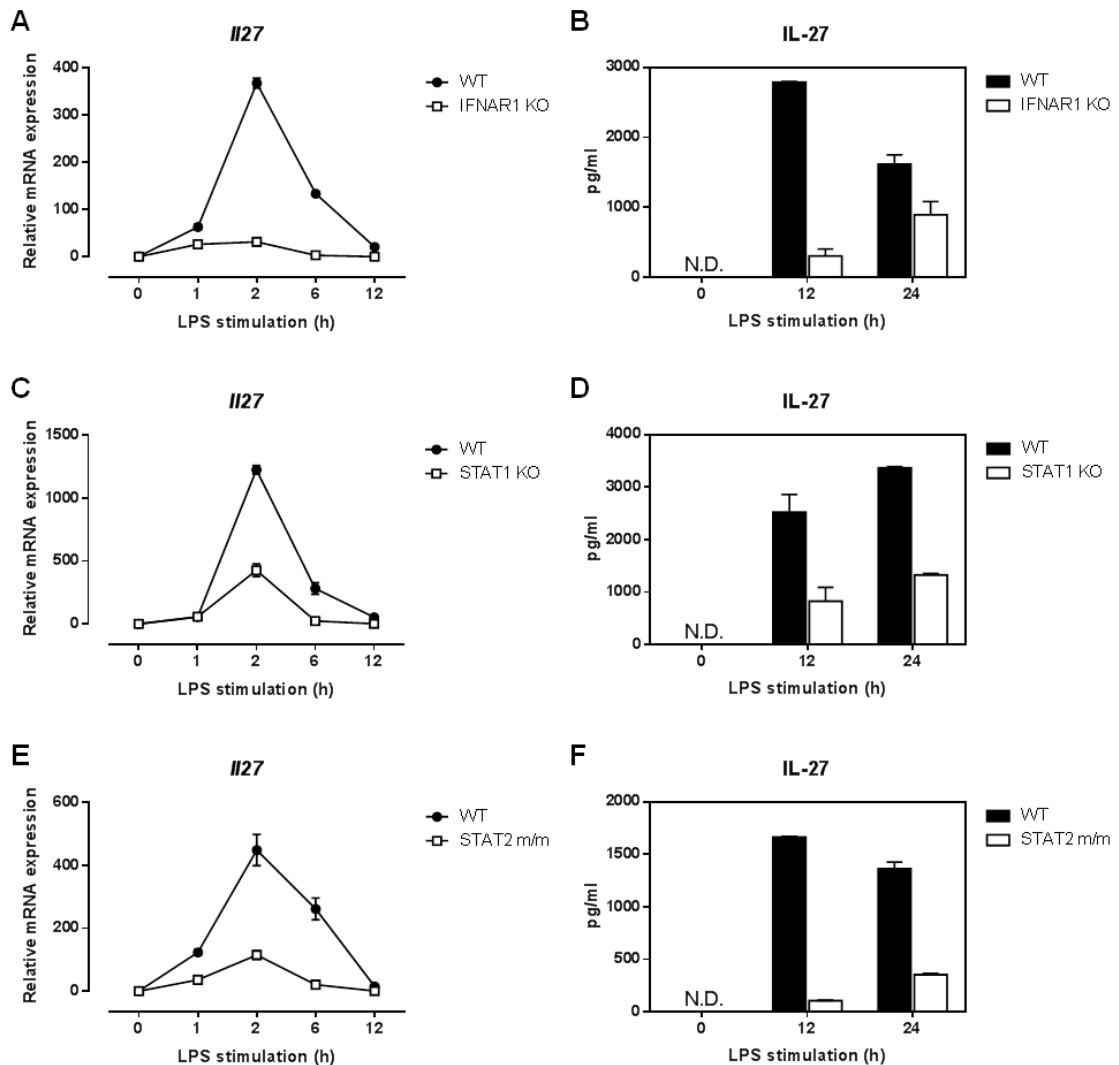 A
Il27
Relative mRNA expression
400
300
200
100
0
0 1 2 6 12
LPS stimulation (h)
WT
IFNAR1 KO
B
IL-27
pg/ml
3000
2000
1000
0
N.D.
0 12 24
LPS stimulation (h)
WT
IFNAR1 KO
C
Il27
Relative mRNA expression
1500
1000
500
0
0 1 2 6 12
LPS stimulation (h)
WT
STAT1 KO
D
IL-27
pg/ml
4000
3000
2000
1000
0
N.D.
0 12 24
LPS stimulation (h)
WT
STAT1 KO
E
Il27
Relative mRNA expression
600
400
200
0
0 1 2 6 12
LPS stimulation (h)
WT
STAT2 m/m
F
IL-27
pg/ml
2000
1500
1000
500
0
N.D.
0 12 24
LPS stimulation (h)
WT
STAT2 m/m